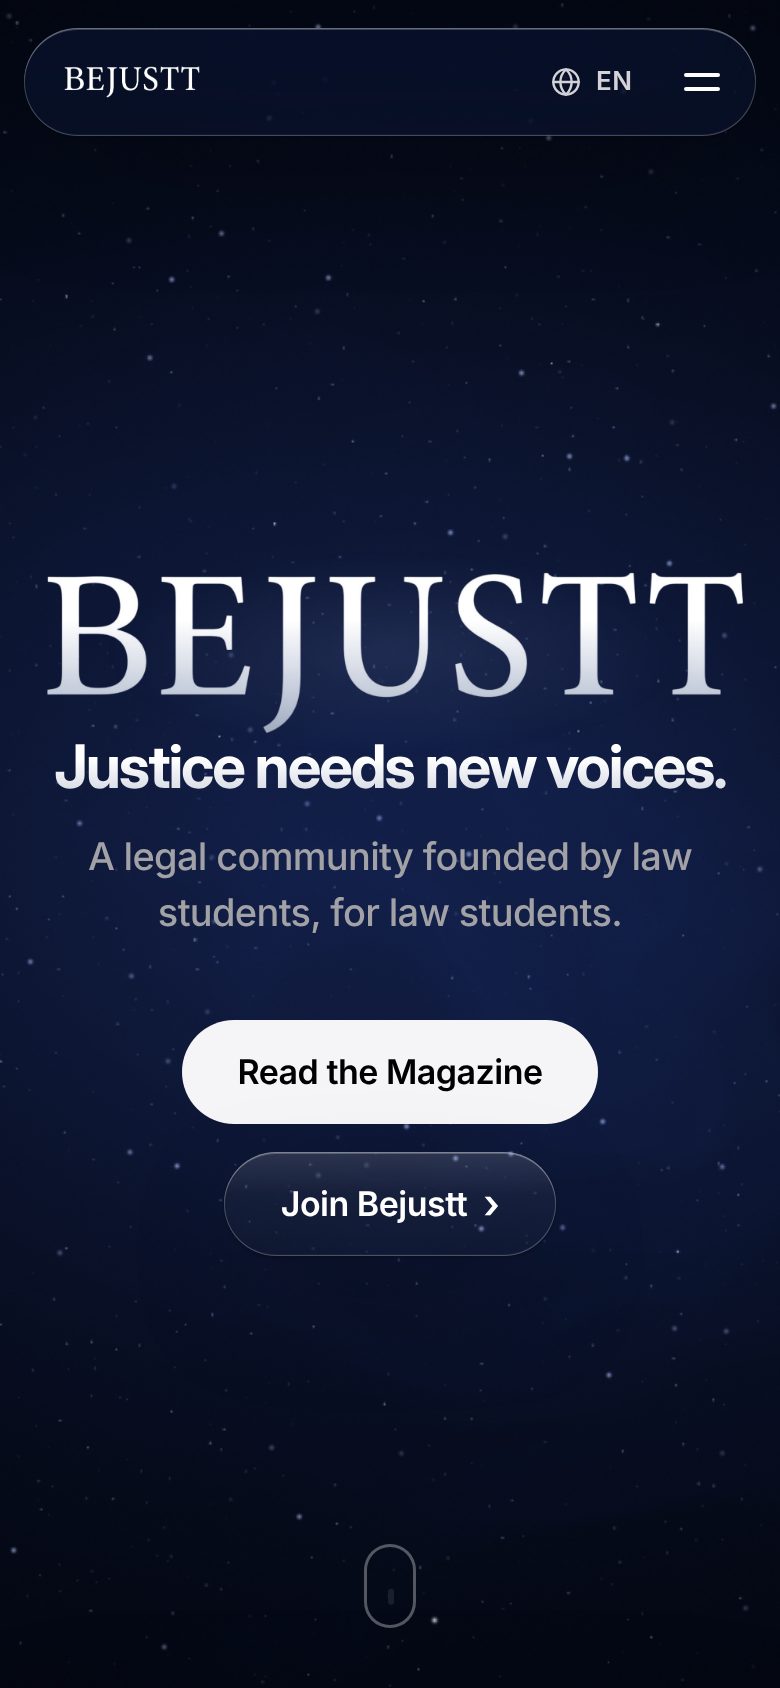 BEJUSTT
EN
BEJUSTT
Justice needs new voices.
A legal community founded by law
students, for law students.
Read the Magazine
Join Bejustt ›